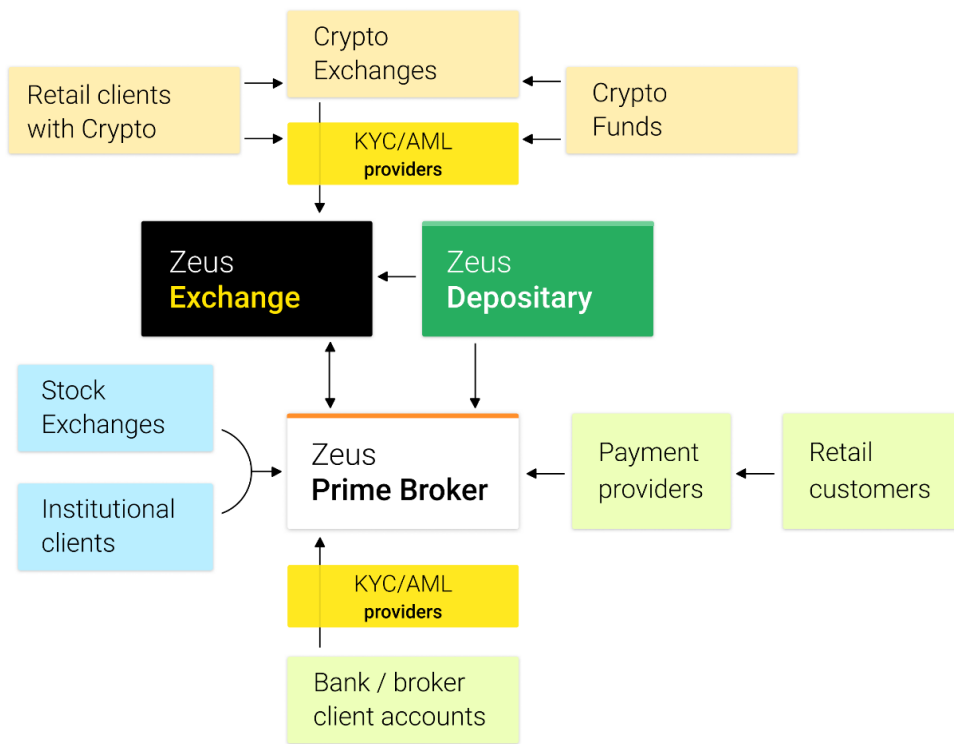 Crypto
Exchanges
Retail clients
with Crypto
Crypto
Funds
KYC/AML
providers
Zeus
Exchange
Zeus
Depositary
Stock
Exchanges
Institutional
clients
Zeus
Prime Broker
Payment
providers
Retail
customers
KYC/AML
providers
Bank / broker
client accounts